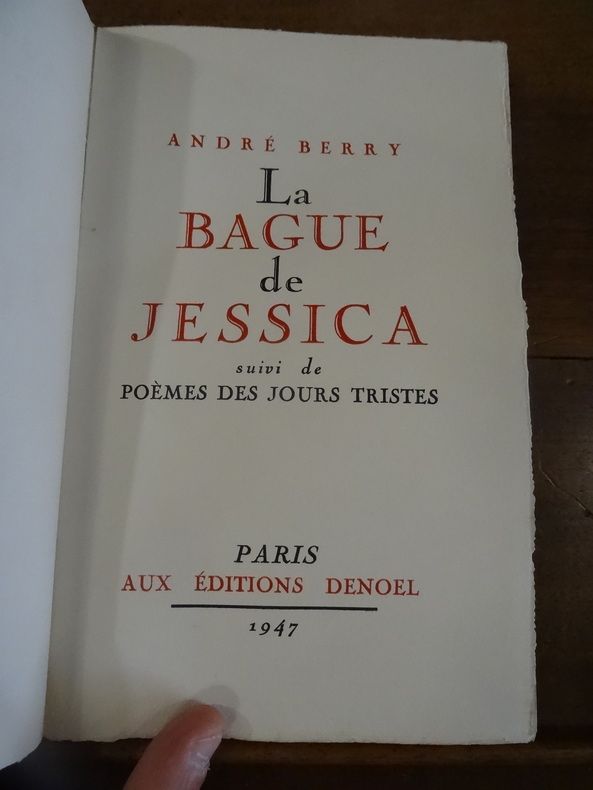 ANDRÉ BERRY
La
BAGUE
de
JESSICA
suivi de
POÈMES DES JOURS TRISTES
PARIS
AUX ÉDITIONS DENOEL
1947